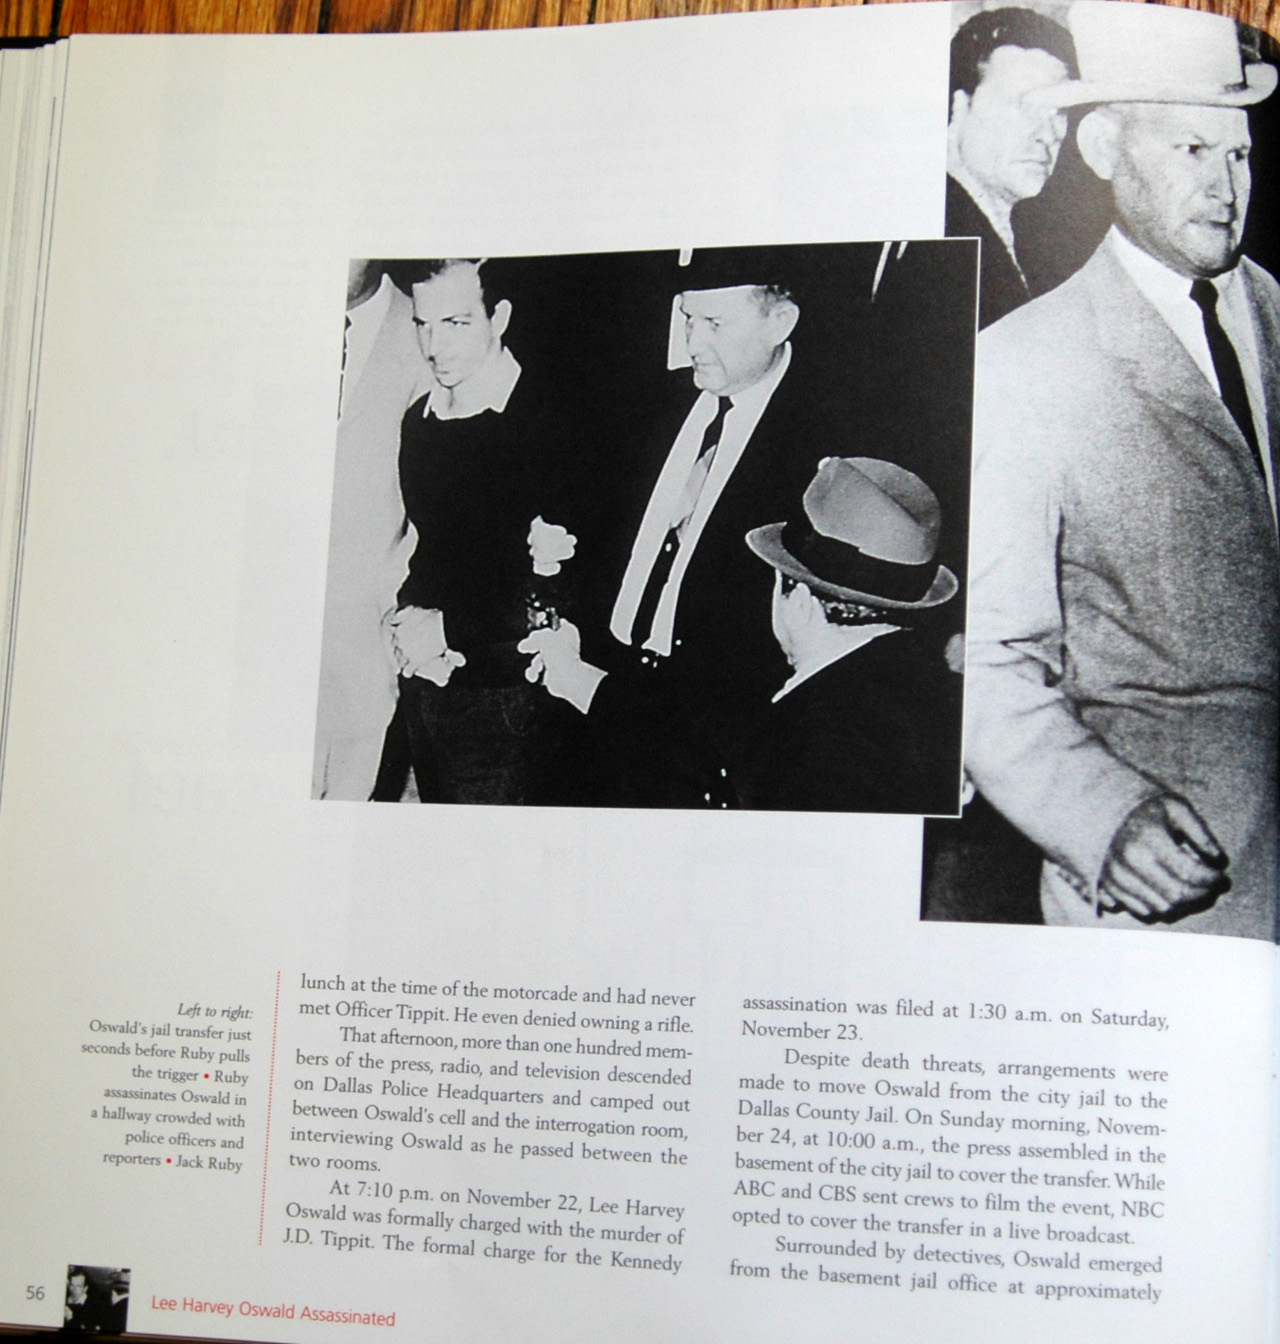 Left to right:
Oswald's jail transfer just
seconds before Ruby pulls
the trigger • Ruby
assassinates Oswald in
a hallway crowded with
police officers and
reporters • Jack Ruby
lunch at the time of the motorcade and had never
met Officer Tippit. He even denied owning a rifle.
That afternoon, more than one hundred mem-
bers of the press, radio, and television descended
on Dallas Police Headquarters and camped out
between Oswald's cell and the interrogation room,
interviewing Oswald as he passed between the
two rooms.
At 7:10 p.m. on November 22, Lee Harvey
Oswald was formally charged with the murder of
J.D. Tippit. The formal charge for the Kennedy
assassination was filed at 1:30 a.m. on Saturday,
November 23.
Despite death threats, arrangements were
made to move Oswald from the city jail to the
Dallas County Jail. On Sunday morning, Novem-
ber 24, at 10:00 a.m., the press assembled in the
basement of the city jail to cover the transfer. While
ABC and CBS sent crews to film the event, NBC
opted to cover the transfer in a live broadcast.
Surrounded by detectives, Oswald emerged
from the basement jail office at approximately
56
Lee Harvey Oswald Assassinated